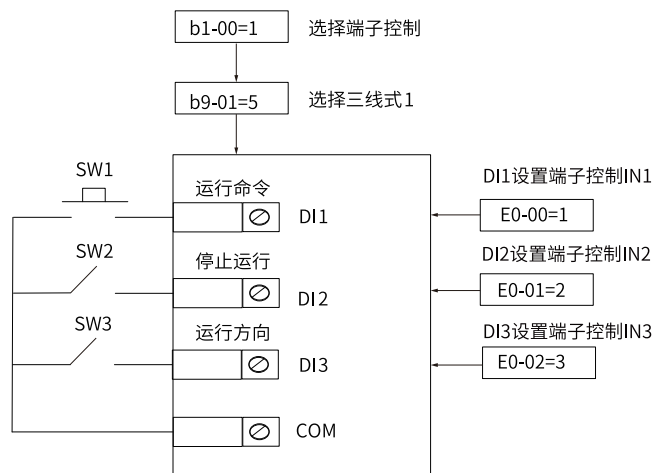 b1-00=1 选择端子控制
b9-01=5 选择三线式1
SW1
运行命令
DI1
DI1设置端子控制IN1
E0-00=1
SW2
停止运行
DI2
DI2设置端子控制IN2
E0-01=2
SW3
运行方向
DI3
DI3设置端子控制IN3
E0-02=3
COM